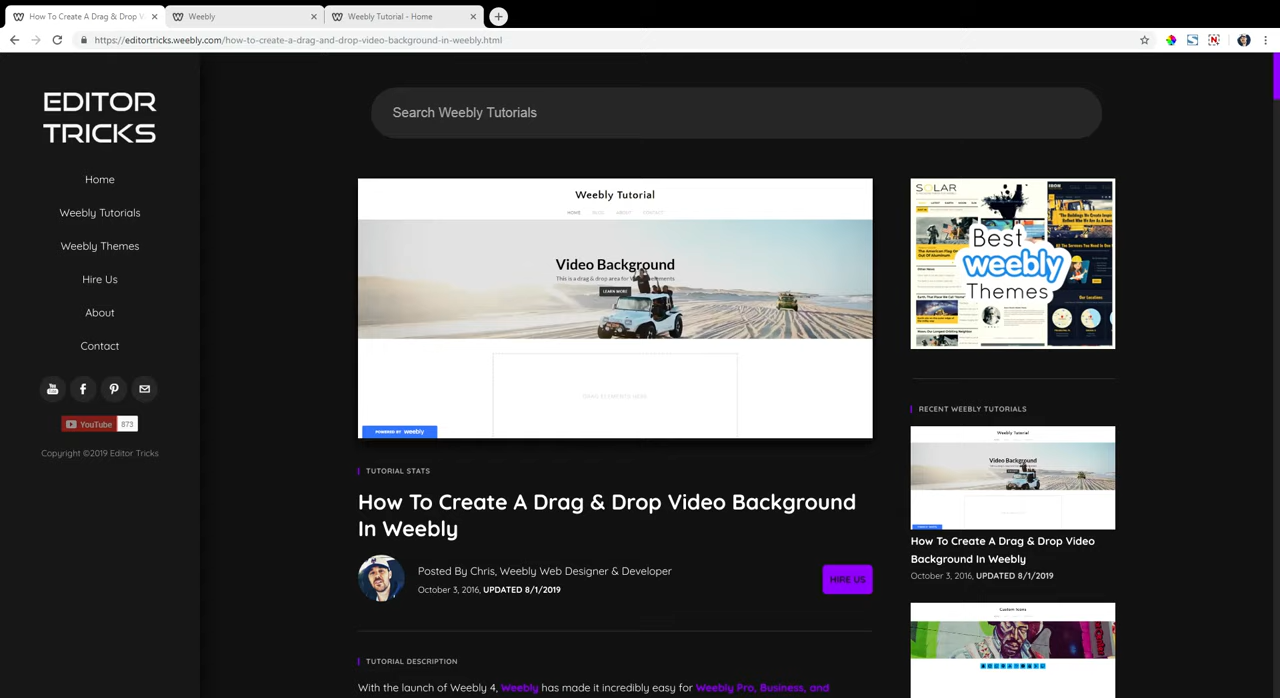 How To Create A Drag & Drop V
Weebly
Weebly Tutorial - Home
https://editortricks.weebly.com/how-to-create-a-drag-and-drop-video-background-in-weebly.html
EDITOR
TRICKS
Home
Weebly Tutorials
Weebly Themes
Hire Us
About
Contact
YouTube 873
Copyright ©2019 Editor Tricks
Search Weebly Tutorials
Weebly Tutorial
HOME BLOG ABOUT CONTACT
Video Background
This is a drag & drop area for Weebly elements
LEARN MORE
DRAG ELEMENTS HERE
POWERED BY weebly
TUTORIAL STATS
How To Create A Drag & Drop Video Background
In Weebly
Posted By Chris, Weebly Web Designer & Developer
October 3, 2016, UPDATED 8/1/2019
HIRE US
TUTORIAL DESCRIPTION
With the launch of Weebly 4, Weebly has made it incredibly easy for Weebly Pro, Business, and
SOLAR
Best
weebly
Themes
RECENT WEEBLY TUTORIALS
Weebly Tutorial
Video Background
How To Create A Drag & Drop Video
Background In Weebly
October 3, 2016, UPDATED 8/1/2019
Custom Icons